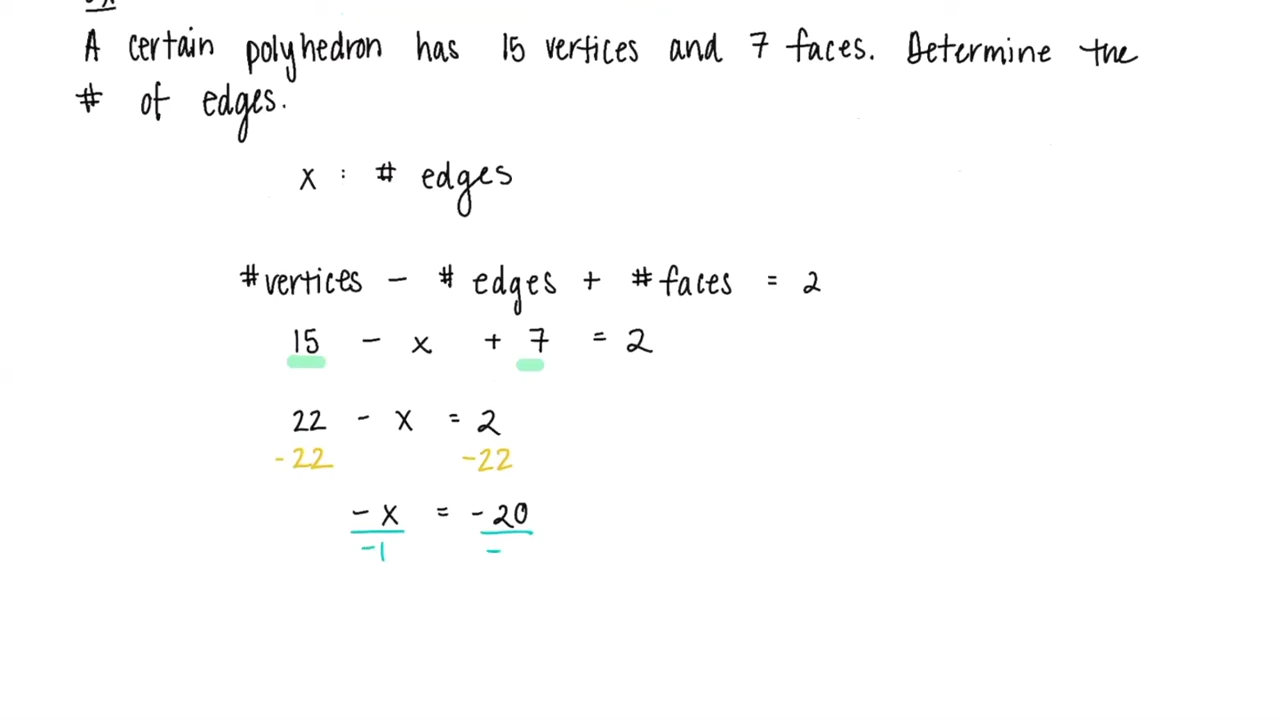 A certain polyhedron has 15 vertices and 7 faces. Determine the
# of edges.
x : # edges
#vertices - # edges + # faces = 2
15 - x + 7 = 2
22 - x = 2
-22 -22
-x = -20
-1 -